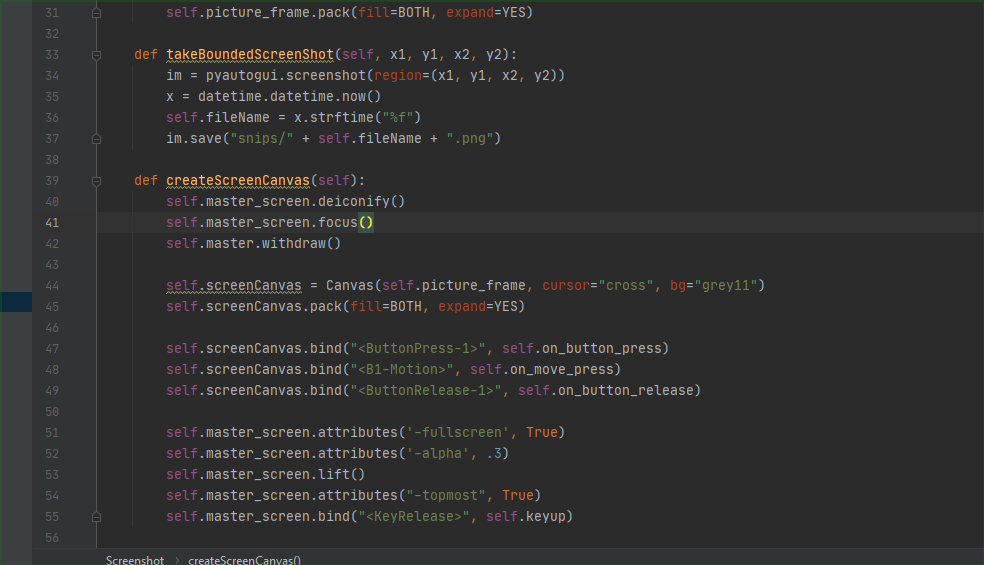 31 self.picture_frame.pack(fill=BOTH, expand=YES)
32
33 def takeBoundedScreenShot(self, x1, y1, x2, y2):
34 im = pyautogui.screenshot(region=(x1, y1, x2, y2))
35 x = datetime.datetime.now()
36 self.fileName = x.strftime("%f")
37 im.save("snips/" + self.fileName + ".png")
38
39 def createScreenCanvas(self):
40 self.master_screen.deiconify()
41 self.master_screen.focus()
42 self.master.withdraw()
43
44 self.screenCanvas = Canvas(self.picture_frame, cursor="cross", bg="grey11")
45 self.screenCanvas.pack(fill=BOTH, expand=YES)
46
47 self.screenCanvas.bind("<ButtonPress-1>", self.on_button_press)
48 self.screenCanvas.bind("<B1-Motion>", self.on_move_press)
49 self.screenCanvas.bind("<ButtonRelease-1>", self.on_button_release)
50
51 self.master_screen.attributes('-fullscreen', True)
52 self.master_screen.attributes('-alpha', .3)
53 self.master_screen.lift()
54 self.master_screen.attributes("-topmost", True)
55 self.master_screen.bind("<KeyRelease>", self.keyup)
56
Screenshot > createScreenCanvas()